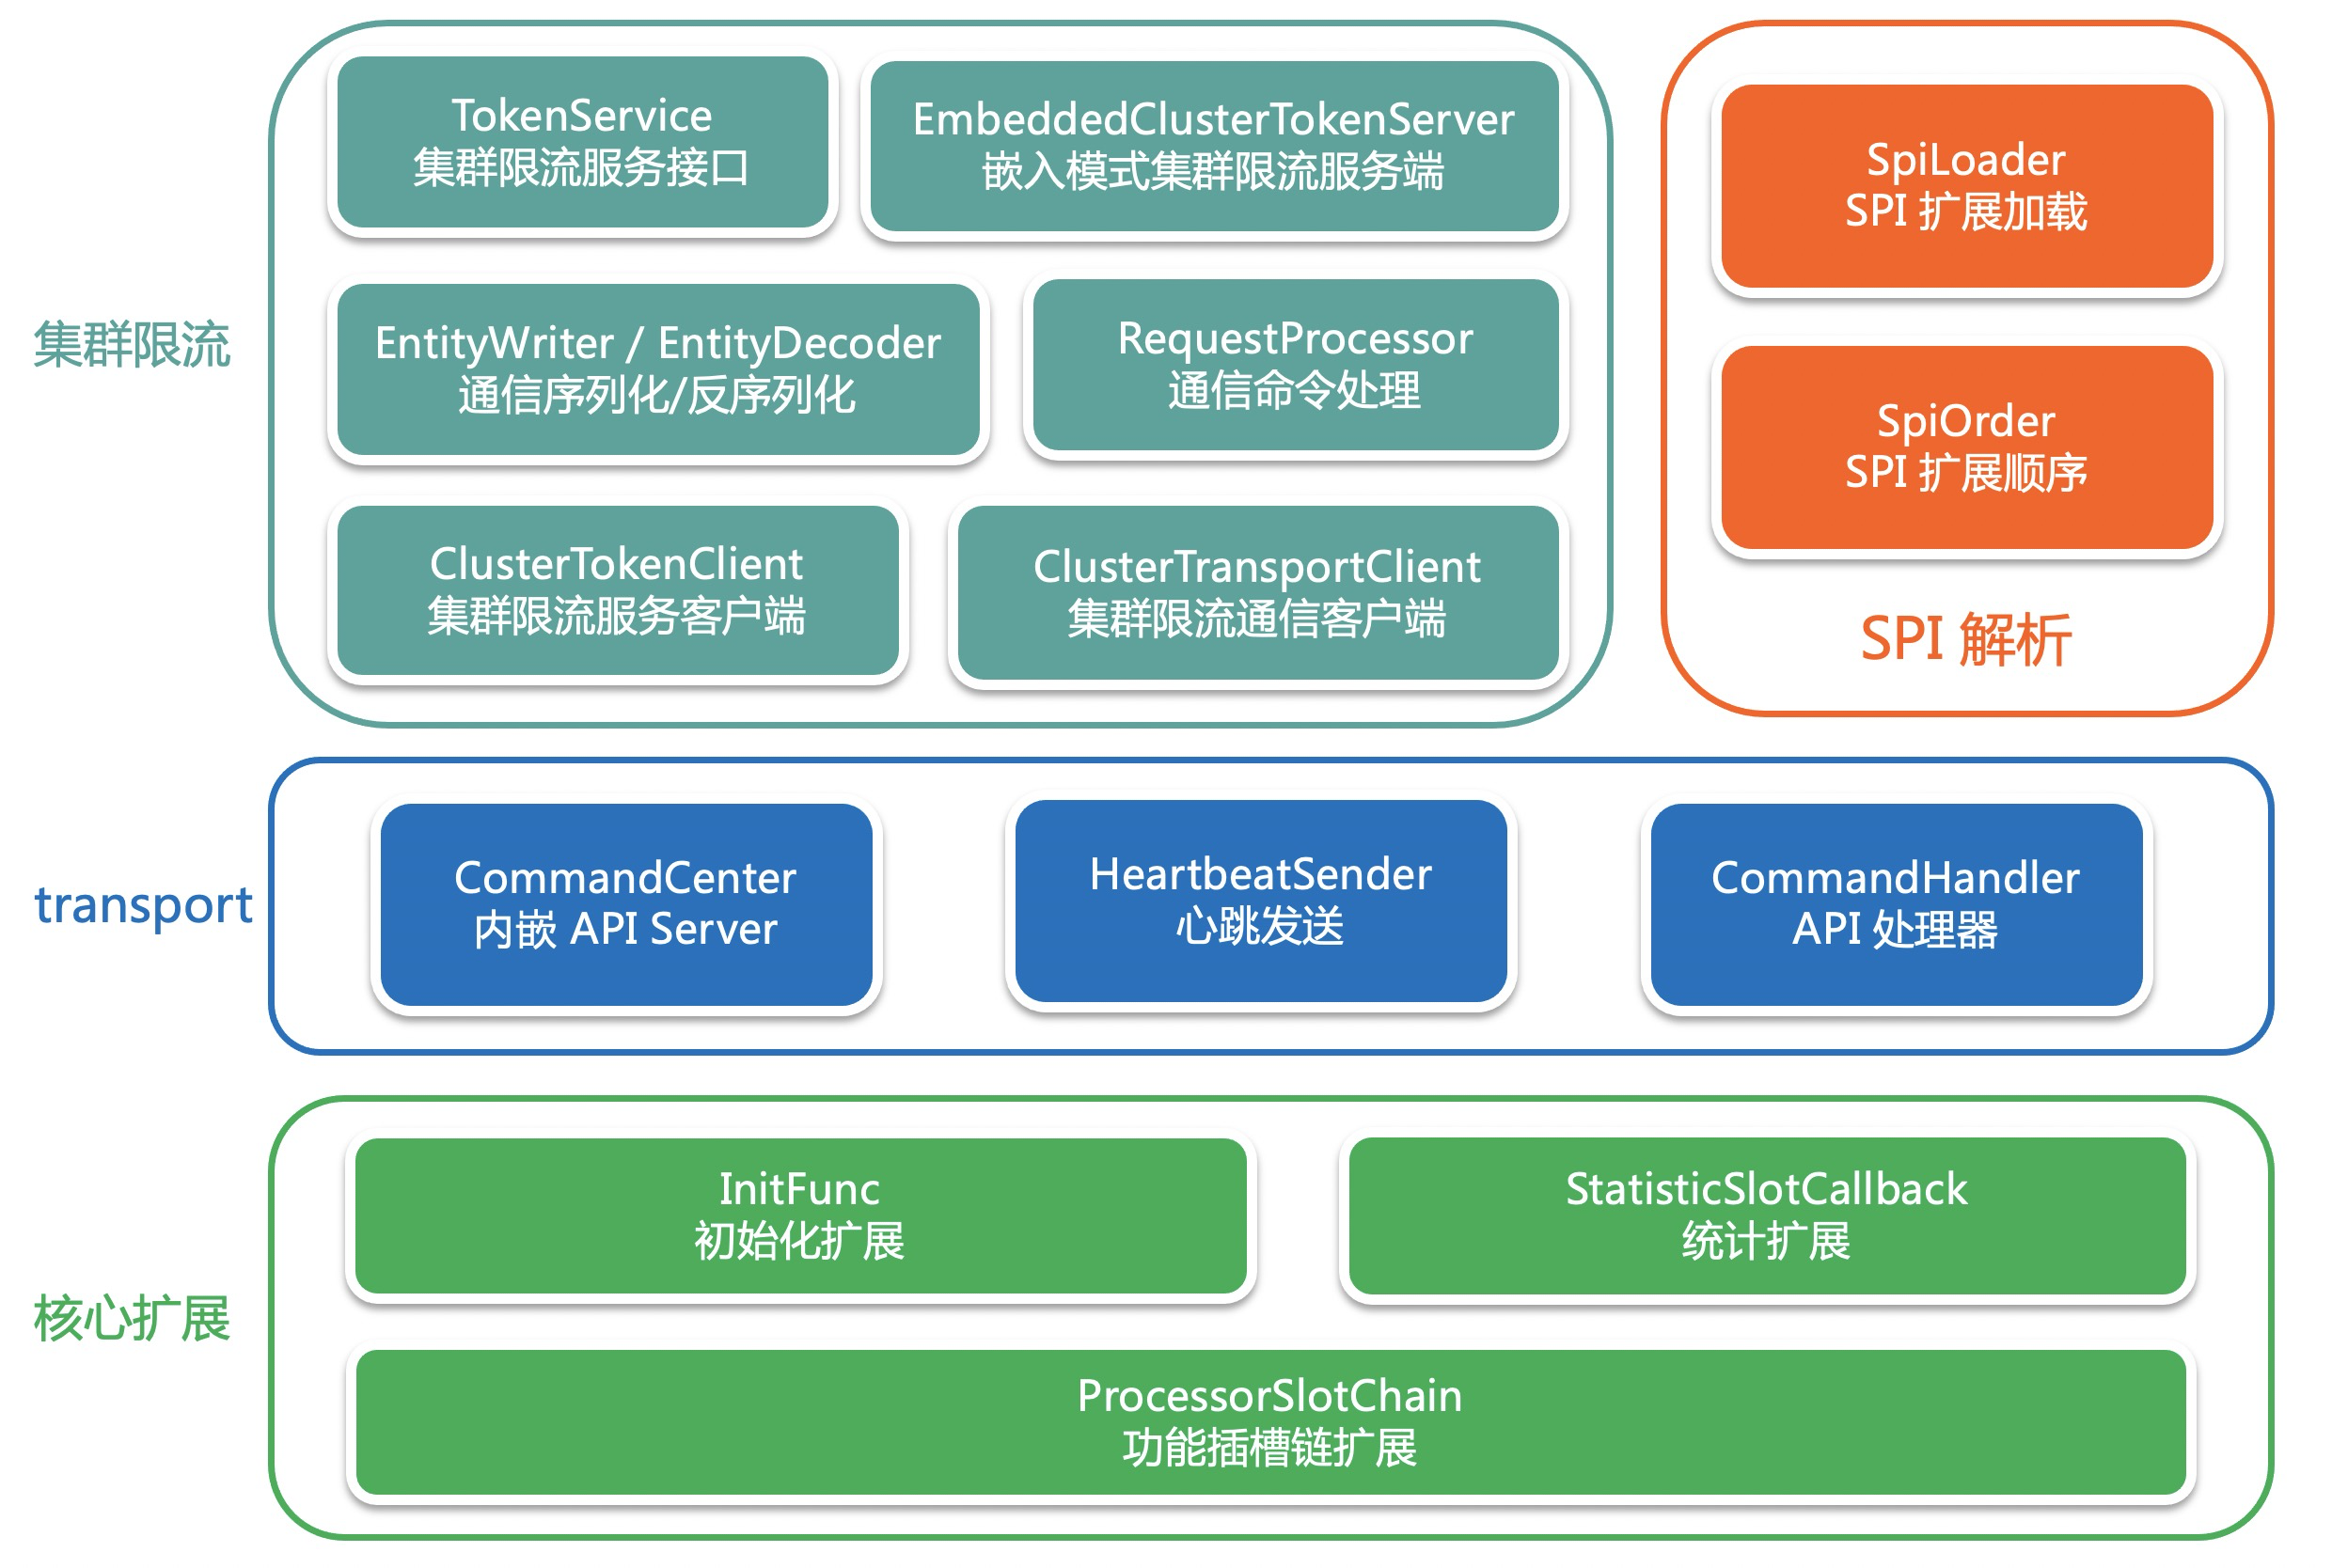 集群限流
TokenService
集群限流服务接口
EmbeddedClusterTokenServer
嵌入模式集群限流服务端
EntityWriter / EntityDecoder
通信序列化/反序列化
RequestProcessor
通信命令处理
ClusterTokenClient
集群限流服务客户端
ClusterTransportClient
集群限流通信客户端
SpiLoader
SPI 扩展加载
SpiOrder
SPI 扩展顺序
SPI 解析
transport
CommandCenter
内嵌 API Server
HeartbeatSender
心跳发送
CommandHandler
API 处理器
核心扩展
InitFunc
初始化扩展
StatisticSlotCallback
统计扩展
ProcessorSlotChain
功能插槽链扩展